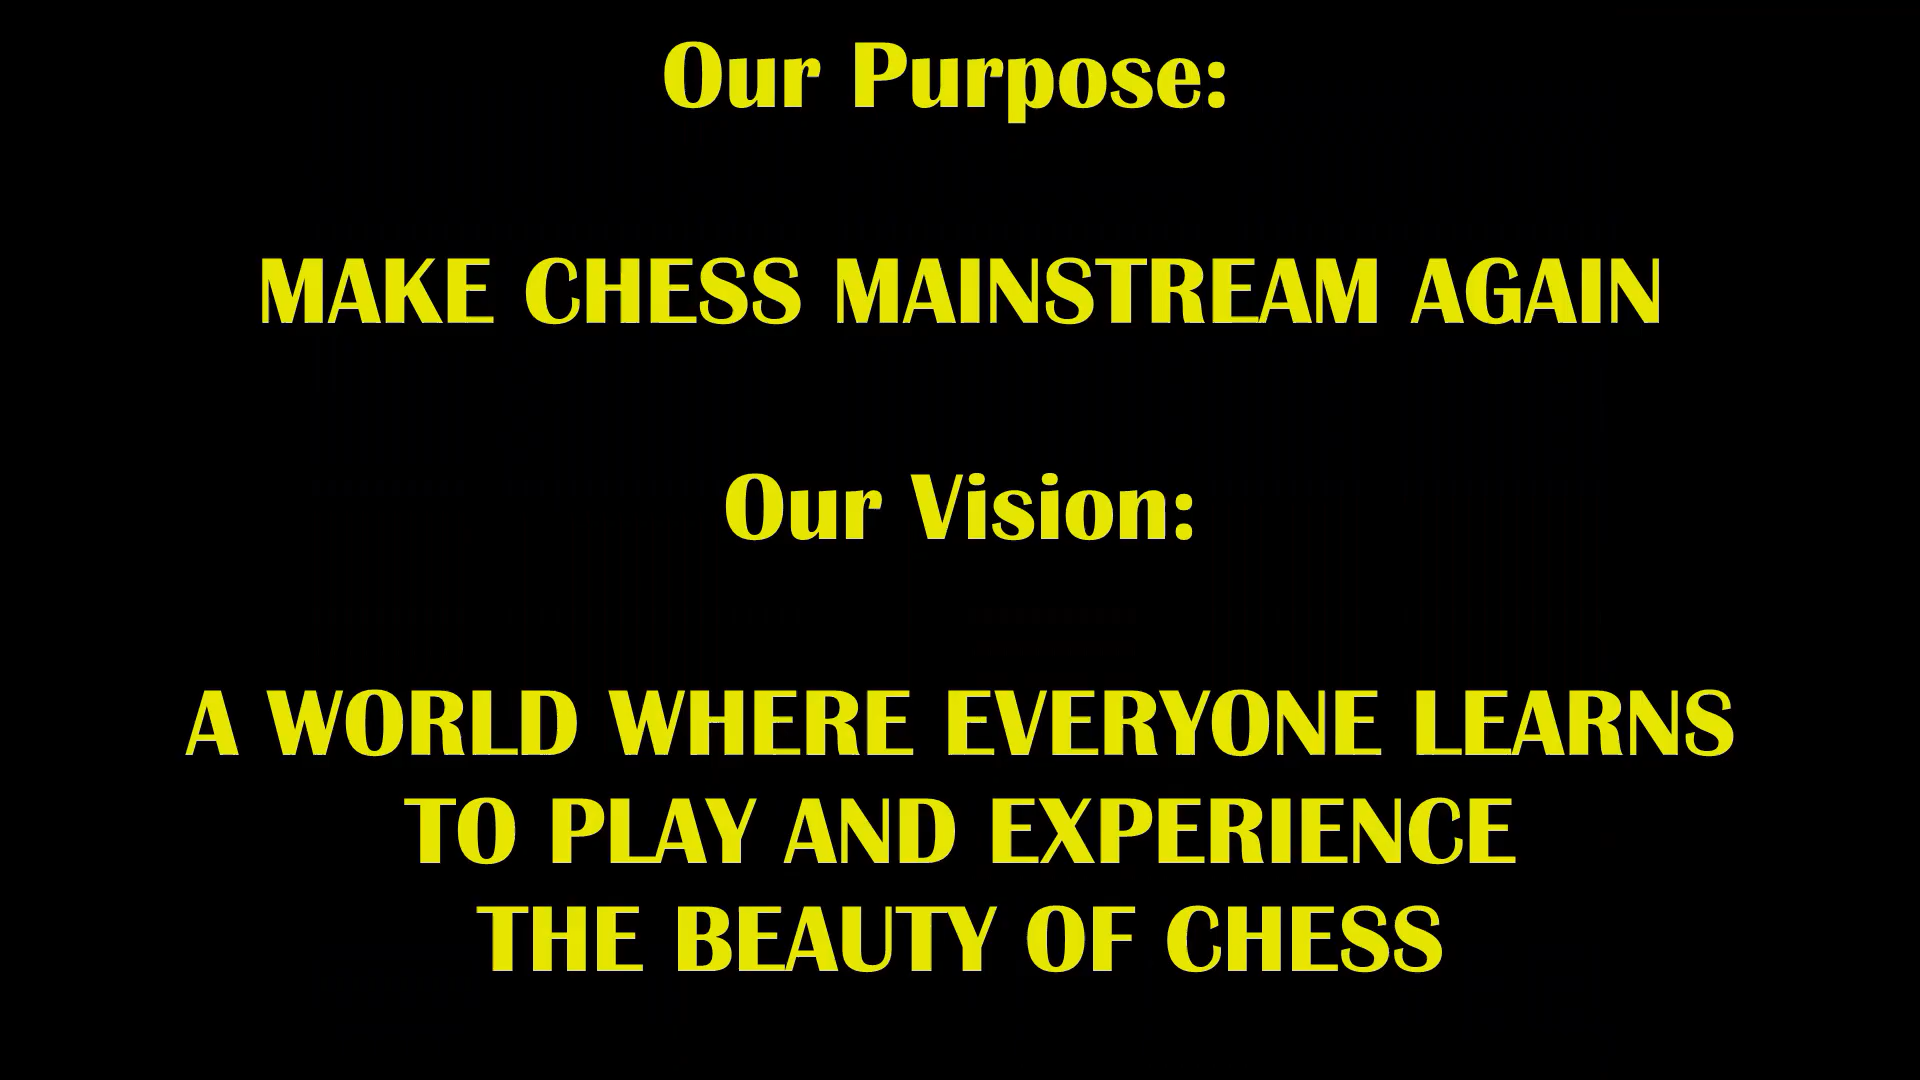 Our Purpose:
MAKE CHESS MAINSTREAM AGAIN
Our Vision:
A WORLD WHERE EVERYONE LEARNS
TO PLAY AND EXPERIENCE
THE BEAUTY OF CHESS